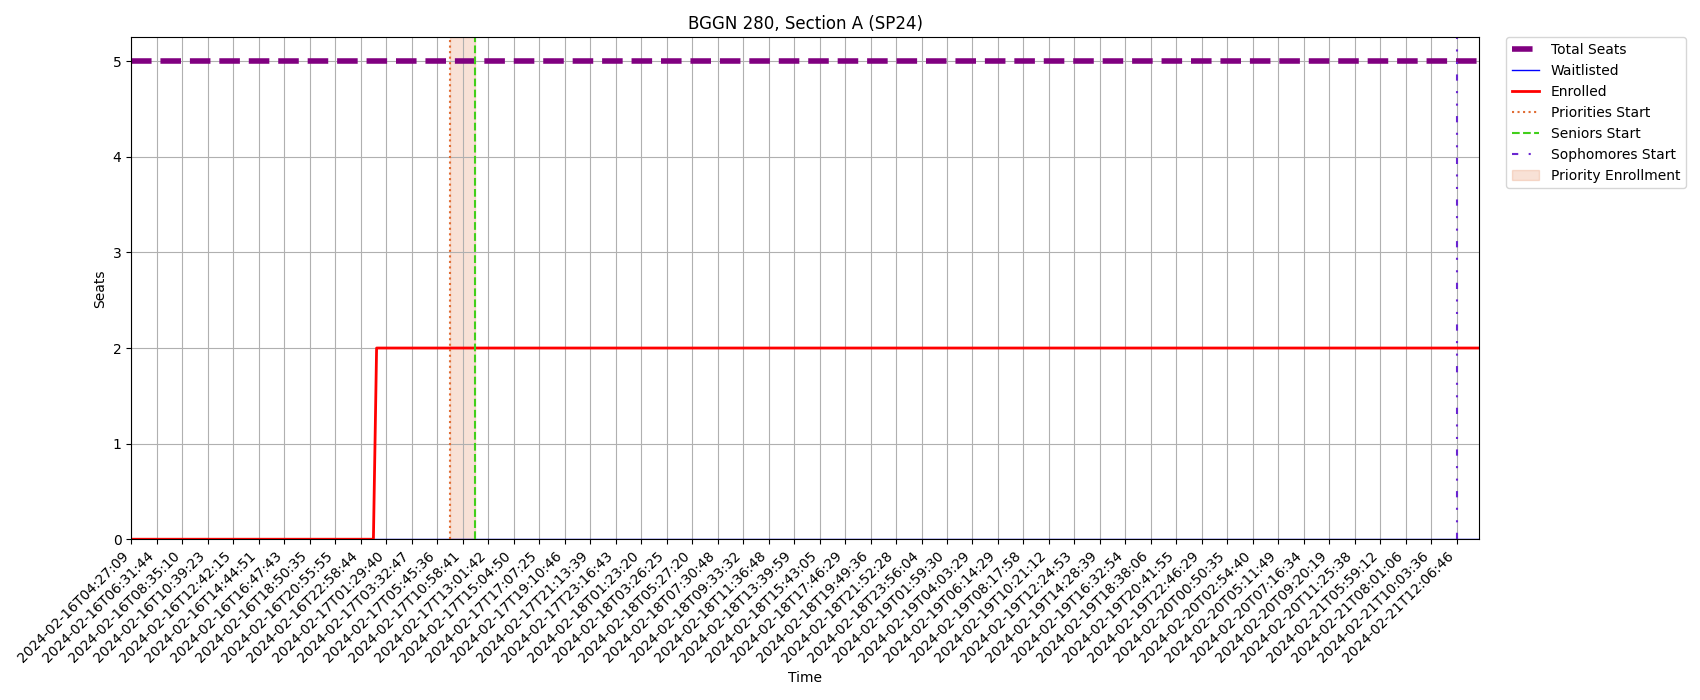 BGGN 280, Section A (SP24)
Total Seats
Waitlisted
Enrolled
Priorities Start
Seniors Start
Sophomores Start
Priority Enrollment
5
4
3
2
1
0
Seats
2024-02-16T04:27:09
2024-02-16T06:31:44
2024-02-16T08:35:10
2024-02-16T10:39:23
2024-02-16T12:42:15
2024-02-16T14:44:51
2024-02-16T16:47:43
2024-02-16T18:50:35
2024-02-16T20:55:55
2024-02-16T22:58:44
2024-02-17T01:29:40
2024-02-17T03:32:47
2024-02-17T05:45:36
2024-02-17T10:58:41
2024-02-17T13:01:42
2024-02-17T15:04:50
2024-02-17T17:07:25
2024-02-17T19:10:46
2024-02-17T21:13:39
2024-02-17T23:16:43
2024-02-18T01:23:20
2024-02-18T03:26:25
2024-02-18T05:27:20
2024-02-18T07:30:48
2024-02-18T09:33:32
2024-02-18T11:36:48
2024-02-18T13:39:59
2024-02-18T15:43:05
2024-02-18T17:46:29
2024-02-18T19:49:36
2024-02-18T21:52:28
2024-02-18T23:56:04
2024-02-19T01:59:30
2024-02-19T04:03:29
2024-02-19T06:14:29
2024-02-19T08:17:58
2024-02-19T10:21:12
2024-02-19T12:24:53
2024-02-19T14:28:39
2024-02-19T16:32:54
2024-02-19T18:38:06
2024-02-19T20:41:55
2024-02-19T22:46:29
2024-02-20T00:50:35
2024-02-20T02:54:40
2024-02-20T05:11:49
2024-02-20T07:16:34
2024-02-20T09:20:19
2024-02-20T11:25:38
2024-02-21T05:59:12
2024-02-21T08:01:06
2024-02-21T10:03:36
2024-02-21T12:06:46
Time